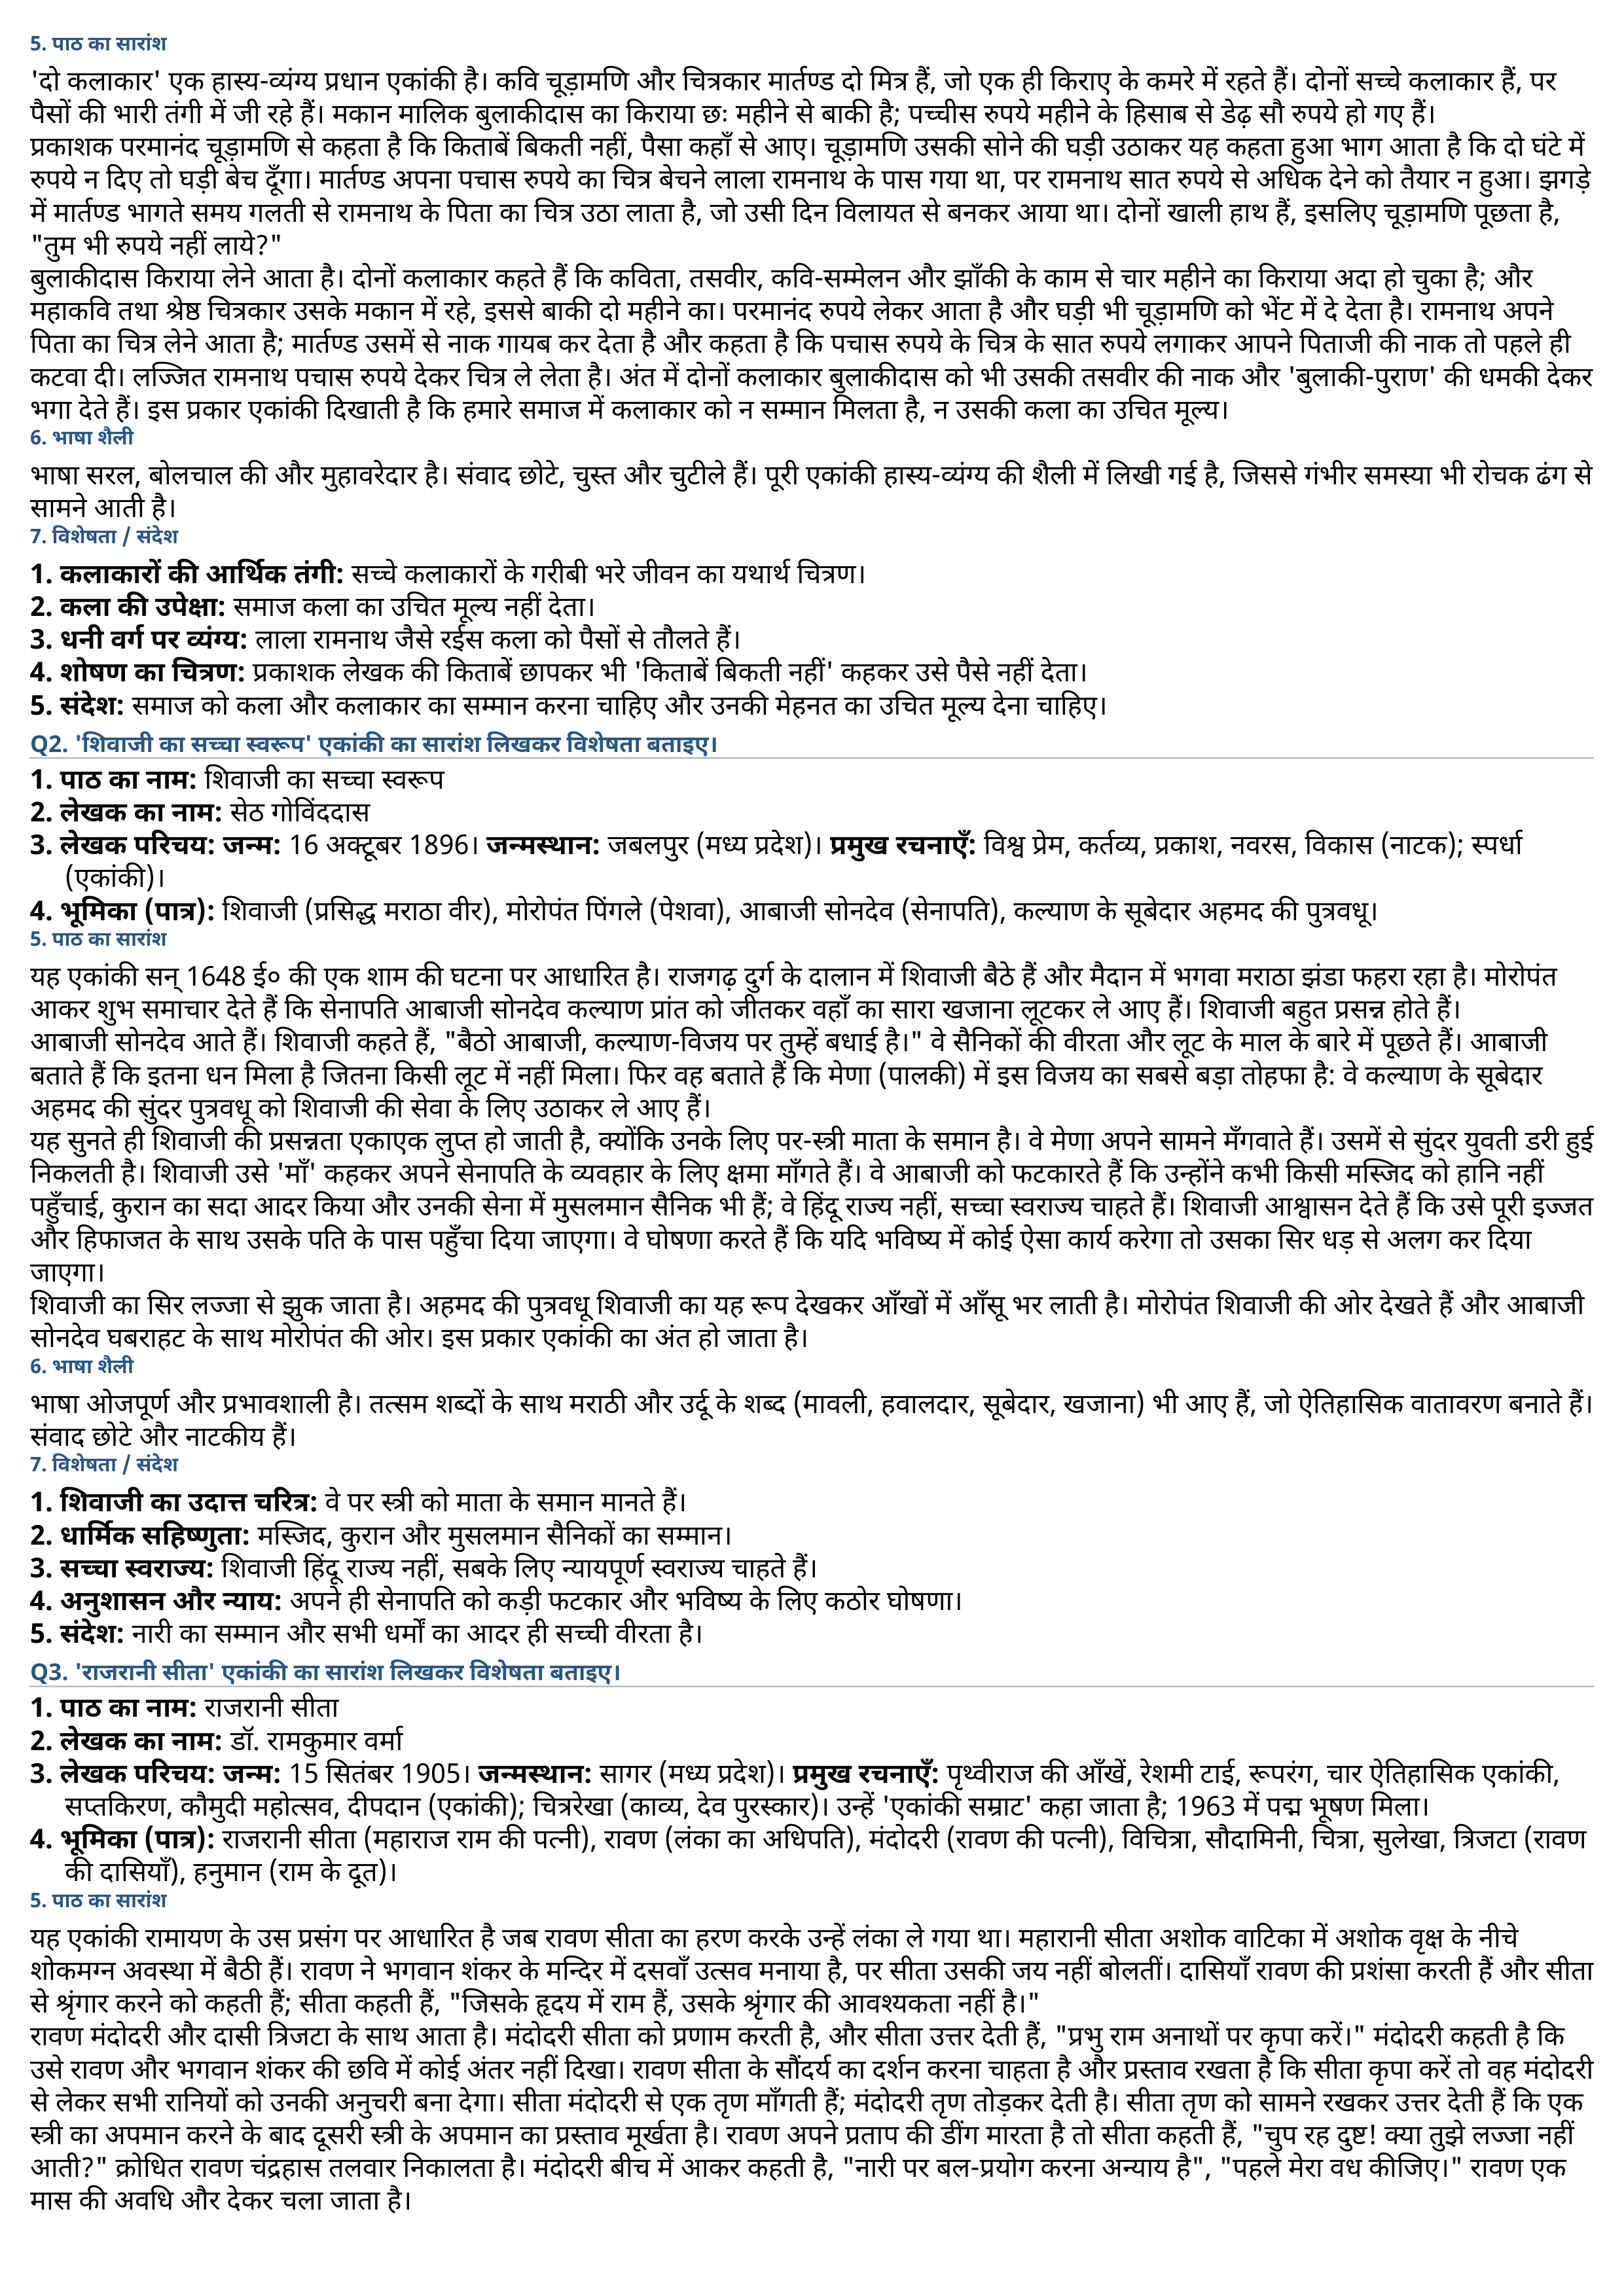 5. पाठ का सारांश
'दो कलाकार' एक हास्य-व्यंग्य प्रधान एकांकी है। कवि चूड़ामणि और चित्रकार मार्तण्ड दो मित्र हैं, जो एक ही किराए के कमरे में रहते हैं। दोनों सच्चे कलाकार हैं, पर
पैसों की भारी तंगी में जी रहे हैं। मकान मालिक बुलाकीदास का किराया छः महीने से बाकी है; पच्चीस रुपये महीने के हिसाब से डेढ़ सौ रुपये हो गए हैं।
प्रकाशक परमानंद चूड़ामणि से कहता है कि किताबें बिकती नहीं, पैसा कहाँ से आए। चूड़ामणि उसकी सोने की घड़ी उठाकर यह कहता हुआ भाग आता है कि दो घंटे में
रुपये न दिए तो घड़ी बेच दूँगा। मार्तण्ड अपना पचास रुपये का चित्र बेचने लाला रामनाथ के पास गया था, पर रामनाथ सात रुपये से अधिक देने को तैयार न हुआ। झगड़े
में मार्तण्ड भागते समय गलती से रामनाथ के पिता का चित्र उठा लाता है, जो उसी दिन विलायत से बनकर आया था। दोनों खाली हाथ हैं, इसलिए चूड़ामणि पूछता है,
"तुम भी रुपये नहीं लाये?"
बुलाकीदास किराया लेने आता है। दोनों कलाकार कहते हैं कि कविता, तसवीर, कवि-सम्मेलन और झाँकी के काम से चार महीने का किराया अदा हो चुका है; और
महाकवि तथा श्रेष्ठ चित्रकार उसके मकान में रहे, इससे बाकी दो महीने का। परमानंद रुपये लेकर आता है और घड़ी भी चूड़ामणि को भेंट में दे देता है। रामनाथ अपने
पिता का चित्र लेने आता है; मार्तण्ड उसमें से नाक गायब कर देता है और कहता है कि पचास रुपये के चित्र के सात रुपये लगाकर आपने पिताजी की नाक तो पहले ही
कटवा दी। लज्जित रामनाथ पचास रुपये देकर चित्र ले लेता है। अंत में दोनों कलाकार बुलाकीदास को भी उसकी तसवीर की नाक और 'बुलाकी-पुराण' की धमकी देकर
भगा देते हैं। इस प्रकार एकांकी दिखाती है कि हमारे समाज में कलाकार को न सम्मान मिलता है, न उसकी कला का उचित मूल्य।
6. भाषा शैली
भाषा सरल, बोलचाल की और मुहावरेदार है। संवाद छोटे, चुस्त और चुटीले हैं। पूरी एकांकी हास्य-व्यंग्य की शैली में लिखी गई है, जिससे गंभीर समस्या भी रोचक ढंग से
सामने आती है।
7. विशेषता / संदेश
1. कलाकारों की आर्थिक तंगी: सच्चे कलाकारों के गरीबी भरे जीवन का यथार्थ चित्रण।
2. कला की उपेक्षा: समाज कला का उचित मूल्य नहीं देता।
3. धनी वर्ग पर व्यंग्य: लाला रामनाथ जैसे रईस कला को पैसों से तौलते हैं।
4. शोषण का चित्रण: प्रकाशक लेखक की किताबें छापकर भी 'किताबें बिकती नहीं' कहकर उसे पैसे नहीं देता।
5. संदेश: समाज को कला और कलाकार का सम्मान करना चाहिए और उनकी मेहनत का उचित मूल्य देना चाहिए।
Q2. 'शिवाजी का सच्चा स्वरूप' एकांकी का सारांश लिखकर विशेषता बताइए।
1. पाठ का नाम: शिवाजी का सच्चा स्वरूप
2. लेखक का नाम: सेठ गोविंददास
3. लेखक परिचय: जन्म: 16 अक्टूबर 1896। जन्मस्थान: जबलपुर (मध्य प्रदेश)। प्रमुख रचनाएँ: विश्व प्रेम, कर्तव्य, प्रकाश, नवरस, विकास (नाटक); स्पर्धा
(एकांकी)।
4. भूमिका (पात्र): शिवाजी (प्रसिद्ध मराठा वीर), मोरोपंत पिंगले (पेशवा), आबाजी सोनदेव (सेनापति), कल्याण के सूबेदार अहमद की पुत्रवधू।
5. पाठ का सारांश
यह एकांकी सन् 1648 ई० की एक शाम की घटना पर आधारित है। राजगढ़ दुर्ग के दालान में शिवाजी बैठे हैं और मैदान में भगवा मराठा झंडा फहरा रहा है। मोरोपंत
आकर शुभ समाचार देते हैं कि सेनापति आबाजी सोनदेव कल्याण प्रांत को जीतकर वहाँ का सारा खजाना लूटकर ले आए हैं। शिवाजी बहुत प्रसन्न होते हैं।
आबाजी सोनदेव आते हैं। शिवाजी कहते हैं, "बैठो आबाजी, कल्याण-विजय पर तुम्हें बधाई है।" वे सैनिकों की वीरता और लूट के माल के बारे में पूछते हैं। आबाजी
बताते हैं कि इतना धन मिला है जितना किसी लूट में नहीं मिला। फिर वह बताते हैं कि मेणा (पालकी) में इस विजय का सबसे बड़ा तोहफा है: वे कल्याण के सूबेदार
अहमद की सुंदर पुत्रवधू को शिवाजी की सेवा के लिए उठाकर ले आए हैं।
यह सुनते ही शिवाजी की प्रसन्नता एकाएक लुप्त हो जाती है, क्योंकि उनके लिए पर-स्त्री माता के समान है। वे मेणा अपने सामने मँगवाते हैं। उसमें से सुंदर युवती डरी हुई
निकलती है। शिवाजी उसे 'माँ' कहकर अपने सेनापति के व्यवहार के लिए क्षमा माँगते हैं। वे आबाजी को फटकारते हैं कि उन्होंने कभी किसी मस्जिद को हानि नहीं
पहुँचाई, कुरान का सदा आदर किया और उनकी सेना में मुसलमान सैनिक भी हैं; वे हिंदू राज्य नहीं, सच्चा स्वराज्य चाहते हैं। शिवाजी आश्वासन देते हैं कि उसे पूरी इज्जत
और हिफाजत के साथ उसके पति के पास पहुँचा दिया जाएगा। वे घोषणा करते हैं कि यदि भविष्य में कोई ऐसा कार्य करेगा तो उसका सिर धड़ से अलग कर दिया
जाएगा।
शिवाजी का सिर लज्जा से झुक जाता है। अहमद की पुत्रवधू शिवाजी का यह रूप देखकर आँखों में आँसू भर लाती है। मोरोपंत शिवाजी की ओर देखते हैं और आबाजी
सोनदेव घबराहट के साथ मोरोपंत की ओर। इस प्रकार एकांकी का अंत हो जाता है।
6. भाषा शैली
भाषा ओजपूर्ण और प्रभावशाली है। तत्सम शब्दों के साथ मराठी और उर्दू के शब्द (मावली, हवालदार, सूबेदार, खजाना) भी आए हैं, जो ऐतिहासिक वातावरण बनाते हैं।
संवाद छोटे और नाटकीय हैं।
7. विशेषता / संदेश
1. शिवाजी का उदात्त चरित्र: वे पर स्त्री को माता के समान मानते हैं।
2. धार्मिक सहिष्णुता: मस्जिद, कुरान और मुसलमान सैनिकों का सम्मान।
3. सच्चा स्वराज्य: शिवाजी हिंदू राज्य नहीं, सबके लिए न्यायपूर्ण स्वराज्य चाहते हैं।
4. अनुशासन और न्याय: अपने ही सेनापति को कड़ी फटकार और भविष्य के लिए कठोर घोषणा।
5. संदेश: नारी का सम्मान और सभी धर्मों का आदर ही सच्ची वीरता है।
Q3. 'राजरानी सीता' एकांकी का सारांश लिखकर विशेषता बताइए।
1. पाठ का नाम: राजरानी सीता
2. लेखक का नाम: डॉ. रामकुमार वर्मा
3. लेखक परिचय: जन्म: 15 सितंबर 1905। जन्मस्थान: सागर (मध्य प्रदेश)। प्रमुख रचनाएँ: पृथ्वीराज की आँखें, रेशमी टाई, रूपरंग, चार ऐतिहासिक एकांकी,
सप्तकिरण, कौमुदी महोत्सव, दीपदान (एकांकी); चित्ररेखा (काव्य, देव पुरस्कार)। उन्हें 'एकांकी सम्राट' कहा जाता है; 1963 में पद्म भूषण मिला।
4. भूमिका (पात्र): राजरानी सीता (महाराज राम की पत्नी), रावण (लंका का अधिपति), मंदोदरी (रावण की पत्नी), विचित्रा, सौदामिनी, चित्रा, सुलेखा, त्रिजटा (रावण
की दासियाँ), हनुमान (राम के दूत)।
5. पाठ का सारांश
यह एकांकी रामायण के उस प्रसंग पर आधारित है जब रावण सीता का हरण करके उन्हें लंका ले गया था। महारानी सीता अशोक वाटिका में अशोक वृक्ष के नीचे
शोकमग्न अवस्था में बैठी हैं। रावण ने भगवान शंकर के मन्दिर में दसवाँ उत्सव मनाया है, पर सीता उसकी जय नहीं बोलतीं। दासियाँ रावण की प्रशंसा करती हैं और सीता
से श्रृंगार करने को कहती हैं; सीता कहती हैं, "जिसके हृदय में राम हैं, उसके श्रृंगार की आवश्यकता नहीं है।"
रावण मंदोदरी और दासी त्रिजटा के साथ आता है। मंदोदरी सीता को प्रणाम करती है, और सीता उत्तर देती हैं, "प्रभु राम अनाथों पर कृपा करें।" मंदोदरी कहती है कि
उसे रावण और भगवान शंकर की छवि में कोई अंतर नहीं दिखा। रावण सीता के सौंदर्य का दर्शन करना चाहता है और प्रस्ताव रखता है कि सीता कृपा करें तो वह मंदोदरी
से लेकर सभी रानियों को उनकी अनुचरी बना देगा। सीता मंदोदरी से एक तृण माँगती हैं; मंदोदरी तृण तोड़कर देती है। सीता तृण को सामने रखकर उत्तर देती हैं कि एक
स्त्री का अपमान करने के बाद दूसरी स्त्री के अपमान का प्रस्ताव मूर्खता है। रावण अपने प्रताप की डींग मारता है तो सीता कहती हैं, "चुप रह दुष्ट! क्या तुझे लज्जा नहीं
आती?" क्रोधित रावण चंद्रहास तलवार निकालता है। मंदोदरी बीच में आकर कहती है, "नारी पर बल-प्रयोग करना अन्याय है", "पहले मेरा वध कीजिए।" रावण एक
मास की अवधि और देकर चला जाता है।